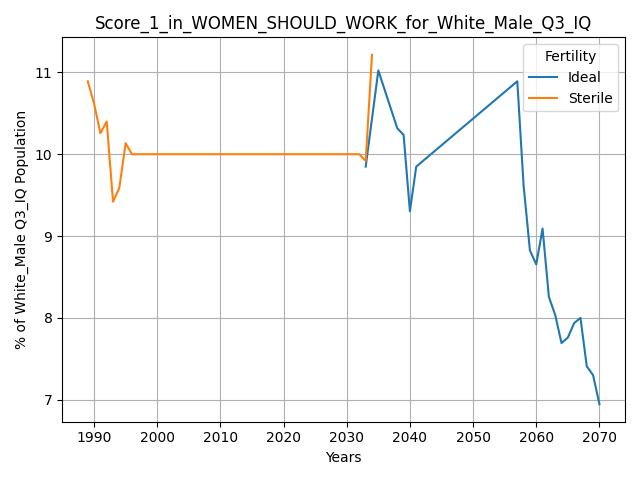 Score_1_in_WOMEN_SHOULD_WORK_for_White_Male_Q3_IQ
Fertility
Ideal
Sterile
% of White_Male Q3_IQ Population
11
10
9
8
7
1990 2000 2010 2020 2030 2040 2050 2060 2070
Years